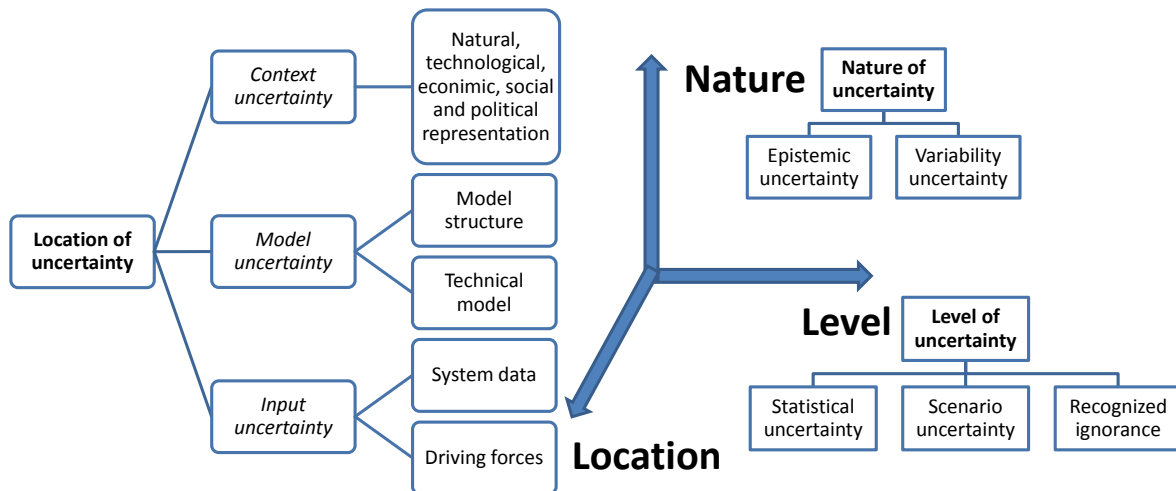 Location of
uncertainty
Context
uncertainty
Natural,
technological,
econimic, social
and political
representation
Model
uncertainty
Model
structure
Technical
model
Input
uncertainty
System data
Driving forces
Nature
Nature of
uncertainty
Epistemic
uncertainty
Variability
uncertainty
Level
Level of
uncertainty
Statistical
uncertainty
Scenario
uncertainty
Recognized
ignorance
Location